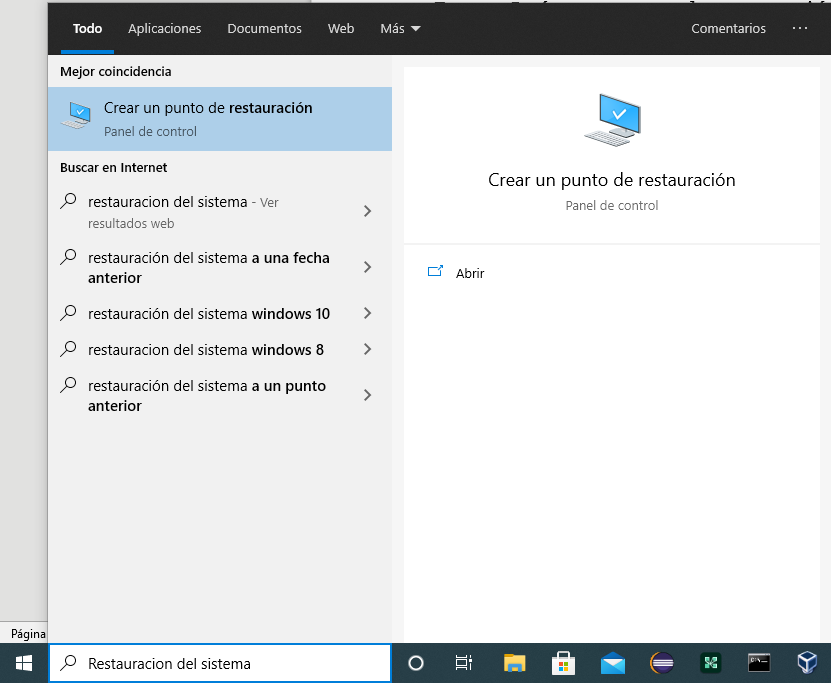 Todo Aplicaciones Documentos Web Más Comentarios ...
Mejor coincidencia
Crear un punto de restauración
Panel de control
Buscar en Internet
restauracion del sistema - Ver
resultados web
restauración del sistema a una fecha
anterior
restauración del sistema windows 10
restauracion del sistema windows 8
restauración del sistema a un punto
anterior
Crear un punto de restauración
Panel de control
Abrir
Página
Restauracion del sistema